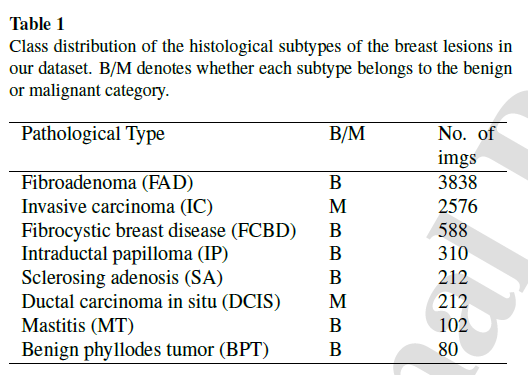 Table 1
Class distribution of the histological subtypes of the breast lesions in
our dataset. B/M denotes whether each subtype belongs to the benign
or malignant category.
Pathological Type B/M No. of
imgs
Fibroadenoma (FAD) B 3838
Invasive carcinoma (IC) M 2576
Fibrocystic breast disease (FCBD) B 588
Intraductal papilloma (IP) B 310
Sclerosing adenosis (SA) B 212
Ductal carcinoma in situ (DCIS) M 212
Mastitis (MT) B 102
Benign phyllodes tumor (BPT) B 80